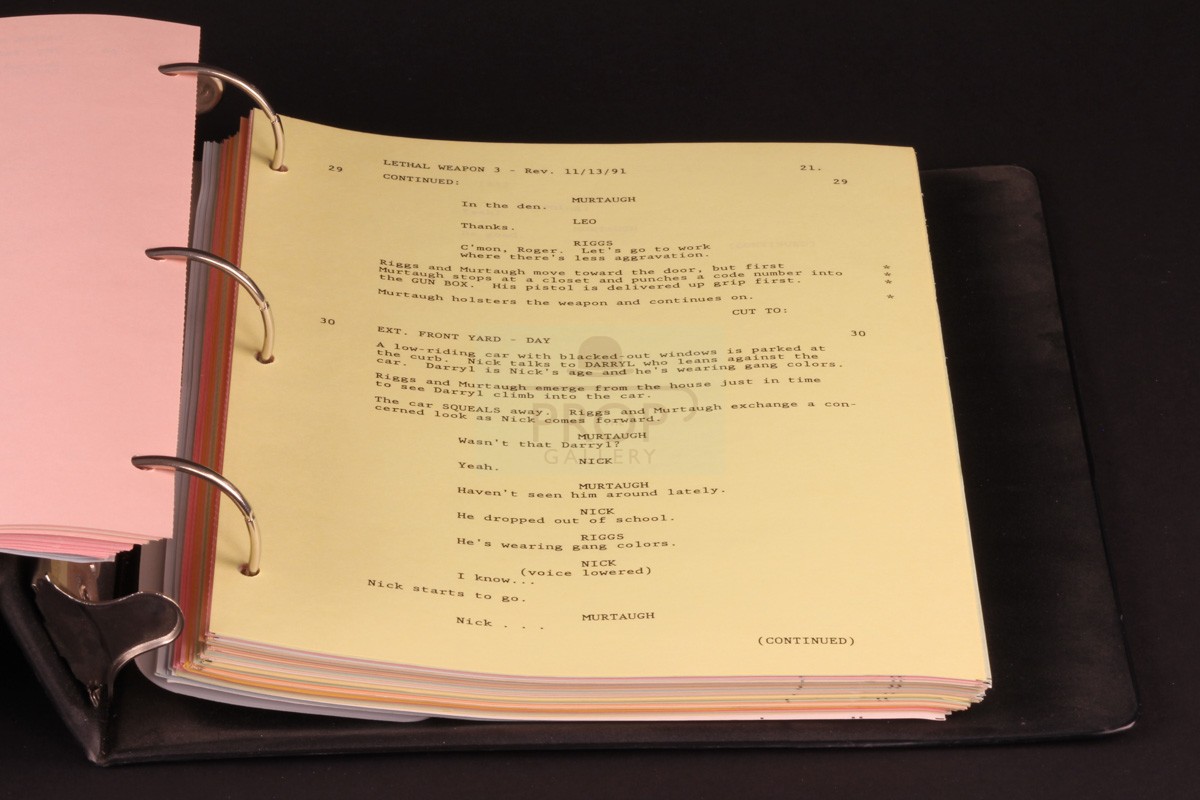 LETHAL WEAPON 3 - Rev. 11/13/91 21.
29 CONTINUED: 29
MURTAUGH
In the den.
LEO
Thanks.
RIGGS
C'mon, Roger. Let's go to work
where there's less aggravation.
Riggs and Murtaugh move toward the door, but first *
Murtaugh stops at a closet and punches a code number into *
the GUN BOX. His pistol is delivered up grip first. *
Murtaugh holsters the weapon and continues on. *
CUT TO:
30 EXT. FRONT YARD - DAY 30
A low-riding car with blacked-out windows is parked at
the curb. Nick talks to DARRYL who leans against the
car. Darryl is Nick's age and he's wearing gang colors.
Riggs and Murtaugh emerge from the house just in time
to see Darryl climb into the car.
The car SQUEALS away. Riggs and Murtaugh exchange a con-
cerned look as Nick comes forward.
MURTAUGH
Wasn't that Darryl?
NICK
Yeah.
MURTAUGH
Haven't seen him around lately.
NICK
He dropped out of school.
RIGGS
He's wearing gang colors.
NICK
(voice lowered)
I know...
Nick starts to go.
MURTAUGH
Nick . . .
(CONTINUED)
PROP
GALLERY